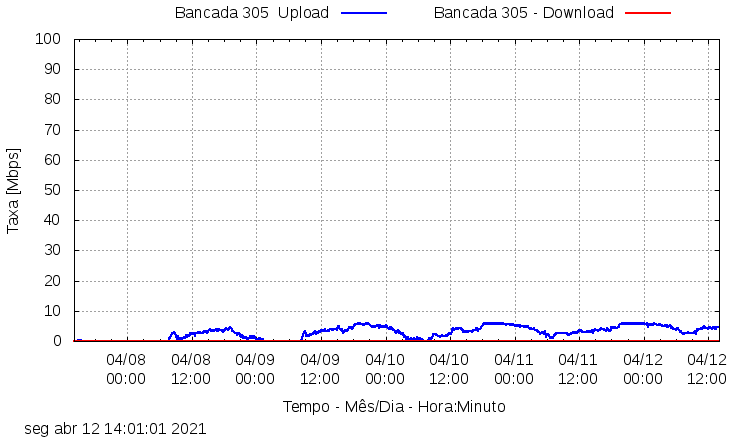 Bancada 305  Upload
Bancada 305 - Download
100
90
80
70
60
50
40
30
20
10
0
Taxa [Mbps]
04/08 04/08 04/09 04/09 04/10 04/10 04/11 04/11 04/12 04/12
00:00 12:00 00:00 12:00 00:00 12:00 00:00 12:00 00:00 12:00
Tempo - Mês/Dia - Hora:Minuto
seg abr 12 14:01:01 2021